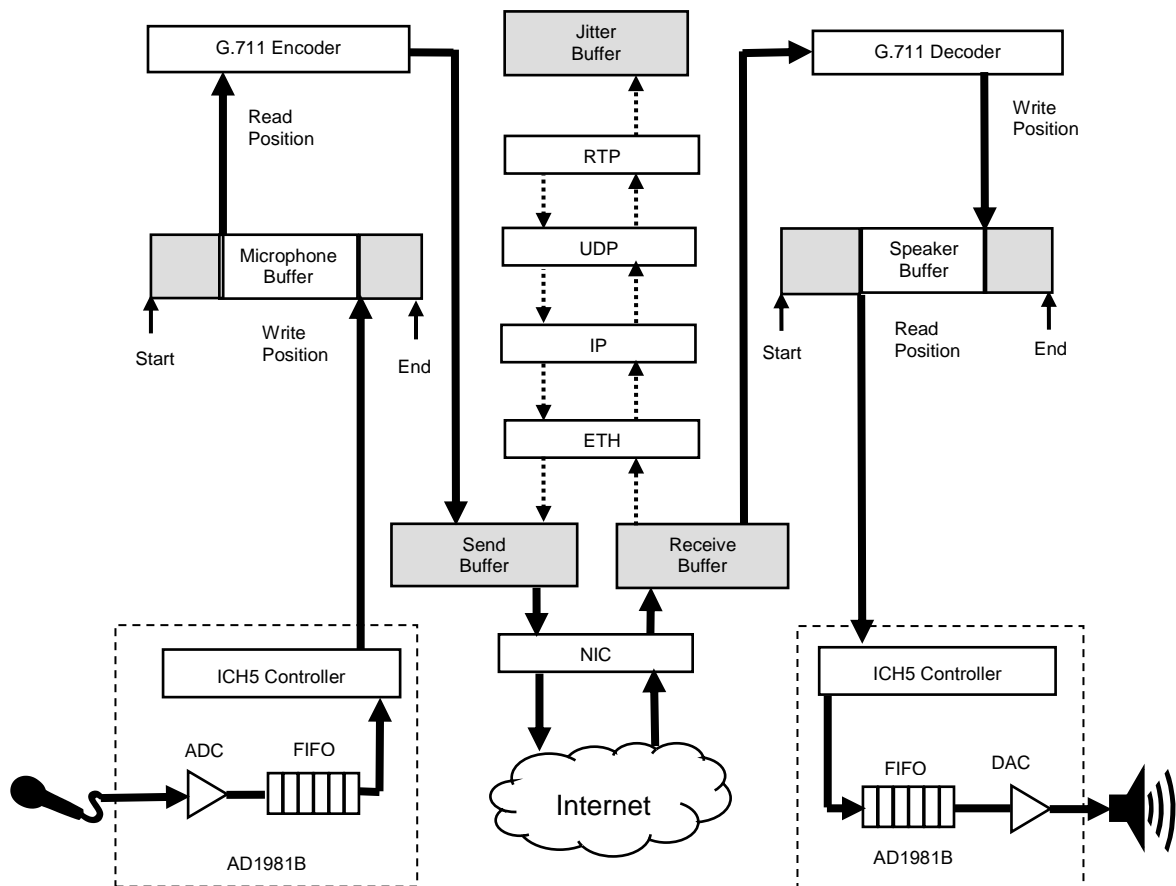 G.711 Encoder
Jitter
Buffer
G.711 Decoder
Read
Position
Write
Position
RTP
Microphone
Buffer
UDP
Speaker
Buffer
Write
Position
Read
Position
Start
End
IP
Start
End
ETH
Send
Buffer
Receive
Buffer
NIC
ICH5 Controller
ICH5 Controller
ADC
FIFO
Internet
FIFO
DAC
AD1981B
AD1981B